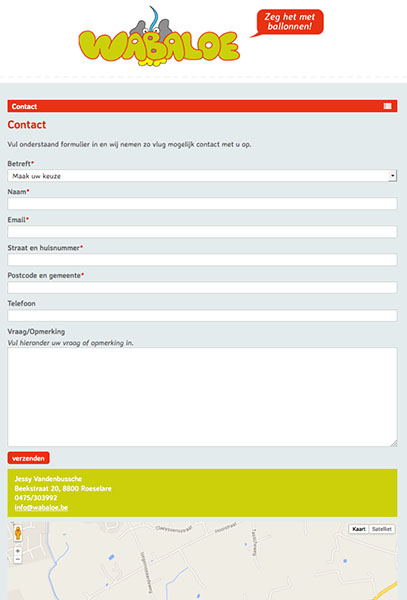 WABALOE
Zeg het met
ballonnen!
Contact
Contact
Vul onderstaand formulier in en wij nemen zo vlug mogelijk contact met u op.
Betreft*
Maak uw keuze
Naam*
Email*
Straat en huisnummer*
Postcode en gemeente*
Telefoon
Vraag/Opmerking
Vul hieronder uw vraag of opmerking in.
verzenden
Jessy Vandenbussche
Beekstraat 20, 8800 Roeselare
0475/303992
info@wabaloe.be
Kaart Satelliet